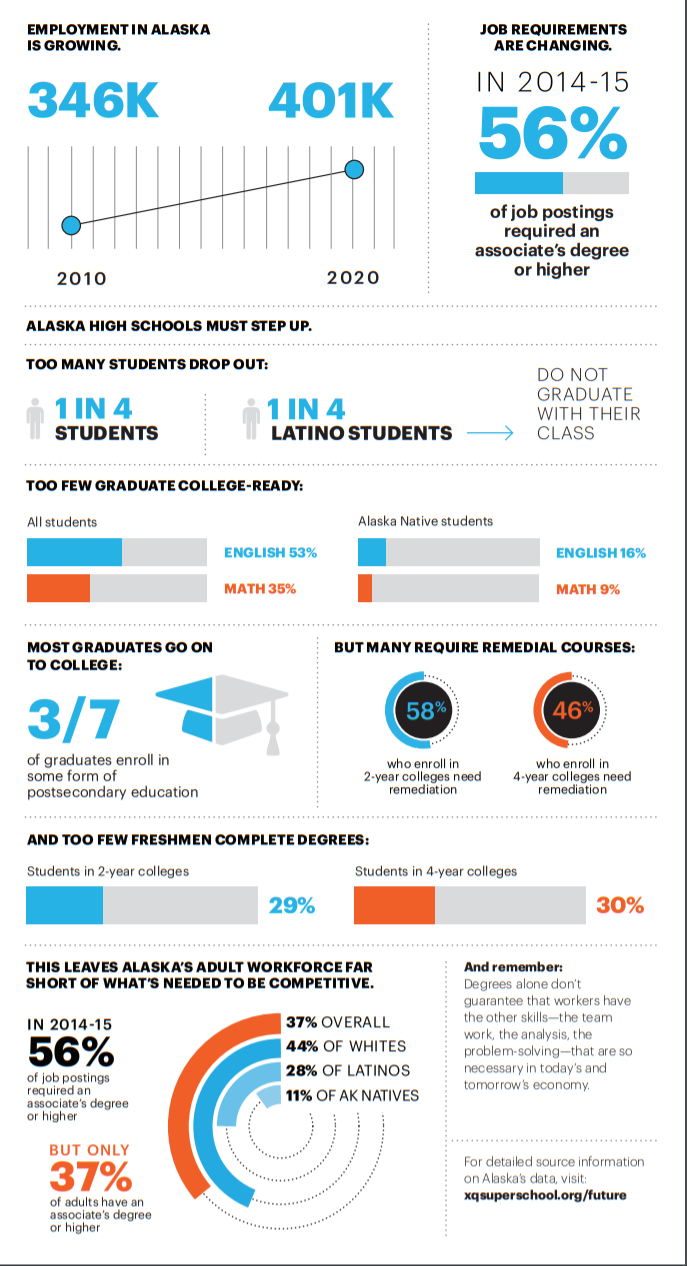 EMPLOYMENT IN ALASKA
IS GROWING.
346K
401K
2010
2020
JOB REQUIREMENTS
ARE CHANGING.
IN 2014-15
56%
of job postings
required an
associate's degree
or higher
ALASKA HIGH SCHOOLS MUST STEP UP.
TOO MANY STUDENTS DROP OUT:
1 IN 4
STUDENTS
1 IN 4
LATINO STUDENTS
DO NOT
GRADUATE
WITH THEIR
CLASS
TOO FEW GRADUATE COLLEGE-READY:
All students
ENGLISH 53%
MATH 35%
Alaska Native students
ENGLISH 16%
MATH 9%
MOST GRADUATES GO ON
TO COLLEGE:
3/7
of graduates enroll in
some form of
postsecondary education
BUT MANY REQUIRE REMEDIAL COURSES:
58%
who enroll in
2-year colleges need
remediation
46%
who enroll in
4-year colleges need
remediation
AND TOO FEW FRESHMEN COMPLETE DEGREES:
Students in 2-year colleges
29%
Students in 4-year colleges
30%
THIS LEAVES ALASKA'S ADULT WORKFORCE FAR
SHORT OF WHAT'S NEEDED TO BE COMPETITIVE.
IN 2014-15
56%
of job postings
required an
associate's degree
or higher
BUT ONLY
37%
of adults have an
associate's degree
or higher
37% OVERALL
44% OF WHITES
28% OF LATINOS
11% OF AK NATIVES
And remember:
Degrees alone don't
guarantee that workers have
the other skills—the team
work, the analysis, the
problem-solving—that are so
necessary in today's and
tomorrow's economy.
For detailed source information
on Alaska's data, visit:
xqsuperschool.org/future